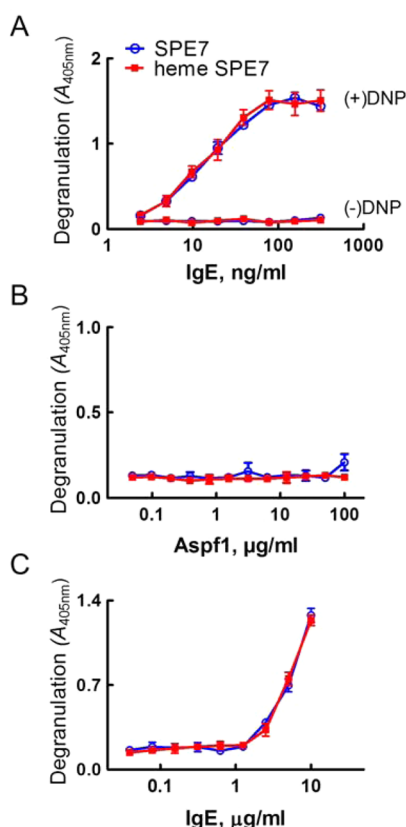 A
SPE7
heme SPE7
Degranulation (A405nm)
2
1
0
(+)DNP
(-)DNP
1 10 100 1000
IgE, ng/ml
B
Degranulation (A405nm)
1.0
0.5
0.0
0.1 1 10 100
Aspf1, µg/ml
C
Degranulation (A405nm)
1.4
0.7
0.0
0.1 1 10
IgE, µg/ml